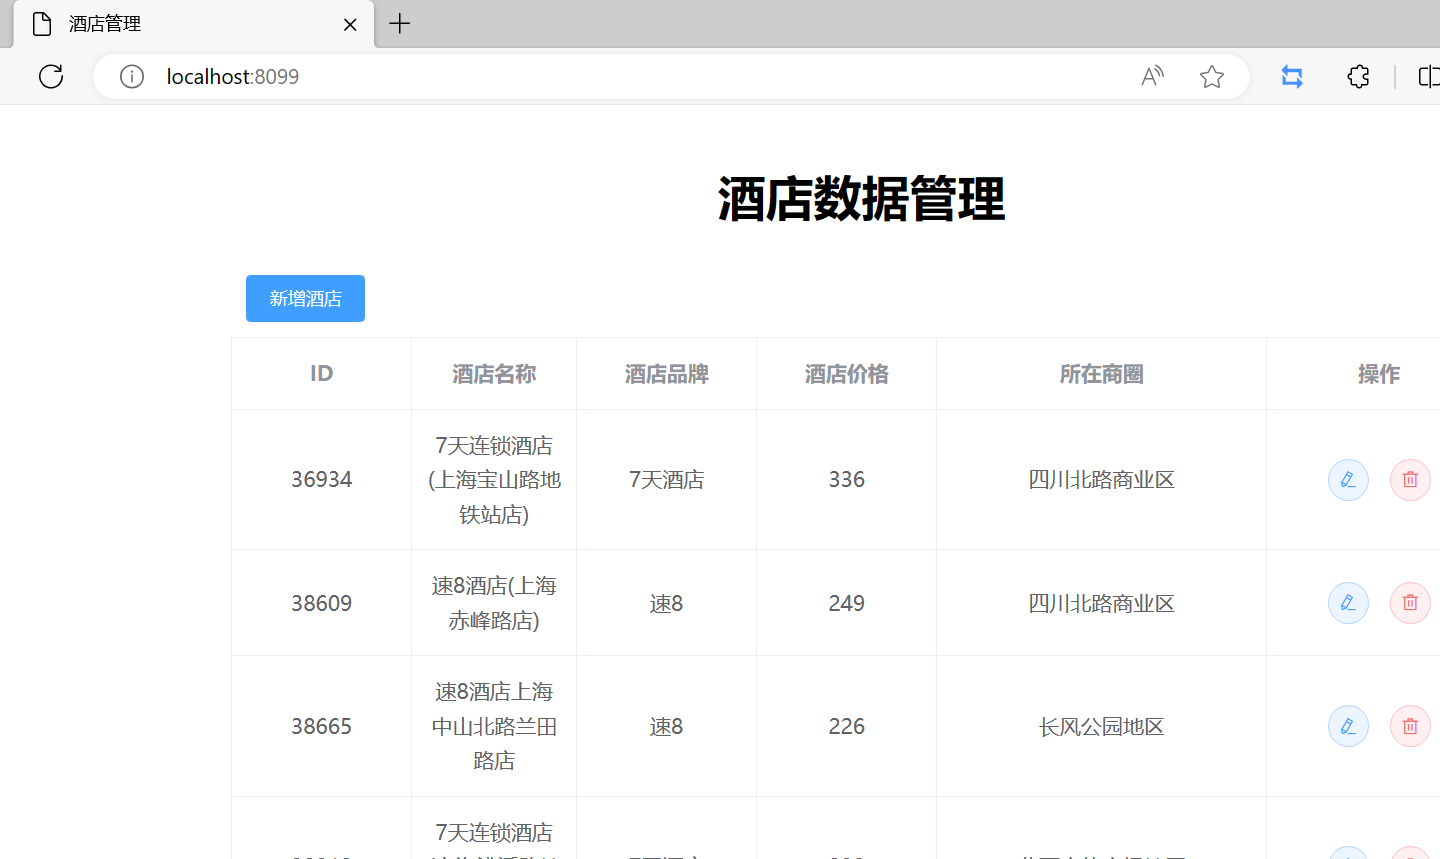 酒店管理
localhost:8099
酒店数据管理
新增酒店
ID 酒店名称 酒店品牌 酒店价格 所在商圈 操作
7天连锁酒店
36934 (上海宝山路地 7天酒店 336 四川北路商业区
铁站店)
速8酒店(上海
38609 速8 249 四川北路商业区
赤峰路店)
速8酒店上海
38665 中山北路兰田 速8 226 长风公园地区
路店
7天连锁酒店